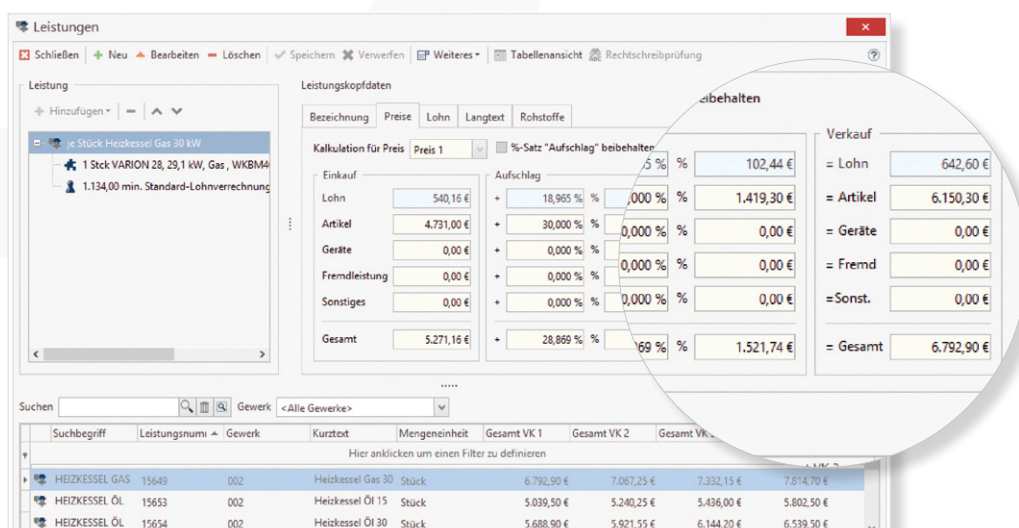 Leistungen
Schließen Neu Bearbeiten Löschen Speichern Verwerfen Weiteres Tabellenansicht Rechtschreibprüfung
Leistung
Hinzufügen
je Stück Heizkessel Gas 30 kW
1 Stck VARION 28, 29,1 kW, Gas , WKBM4
1.134,00 min. Standard-Lohnverrechnung
Leistungskopfdaten
Bezeichnung Preise Lohn Langtext Rohstoffe
Kalkulation für Preis Preis 1 %-Satz "Aufschlag" beibehalten
Einkauf Aufschlag Verkauf
Lohn 540,16 € + 18,965 % % 102,44 € = Lohn 642,60 €
Artikel 4.731,00 € + 30,000 % % 1.419,30 € = Artikel 6.150,30 €
Geräte 0,00 € + 0,000 % % 0,00 € = Geräte 0,00 €
Fremdleistung 0,00 € + 0,000 % % 0,00 € = Fremd 0,00 €
Sonstiges 0,00 € + 0,000 % % 0,00 € =Sonst. 0,00 €
Gesamt 5.271,16 € + 28,869 % % 1.521,74 € = Gesamt 6.792,90 €
Suchen Gewerk <Alle Gewerke>
Suchbegriff Leistungsnumı Gewerk Kurztext Mengeneinheit Gesamt VK 1 Gesamt VK 2 Gesamt VK
Hier anklicken um einen Filter zu definieren
HEIZKESSEL GAS 15649 002 Heizkessel Gas 30 Stück 6.792,90 € 7.067,25 € 7.332,15 € 7.814,70 €
HEIZKESSEL ÖL 15653 002 Heizkessel Öl 15 Stück 5.039,50 € 5.240,25 € 5.436,00 € 5.802,50 €
HEIZKESSEL ÖL 15654 002 Heizkessel Öl 30 Stück 5.688,90 € 5.921,55 € 6.144,20 € 6.539,50 €